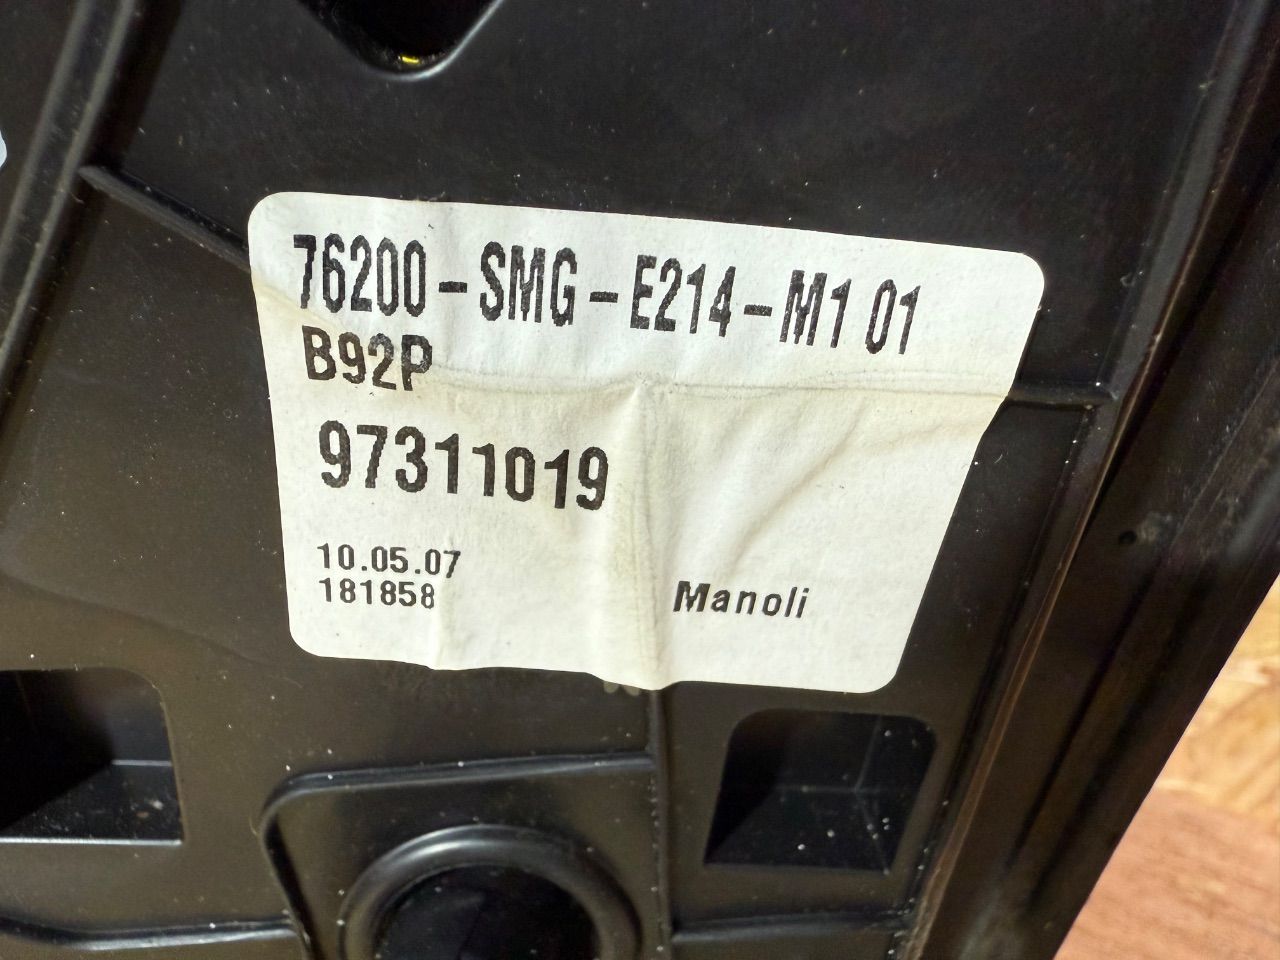 76200-SMG-E214-M1 01
B92P
97311019
10.05.07
181858
Manoli